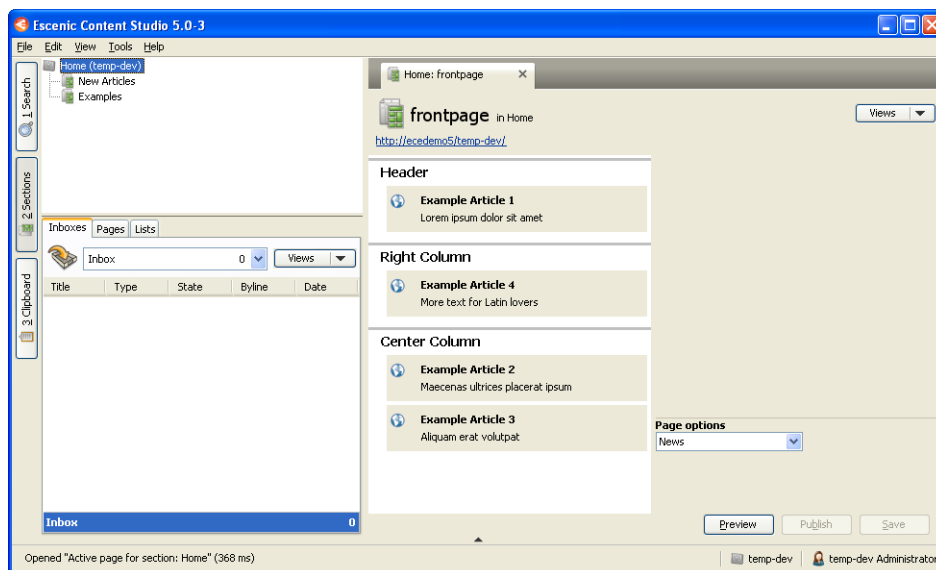 Escenic Content Studio 5.0-3
File Edit View Tools Help
1 Search
2 Sections
3 Clipboard
Home (temp-dev)
New Articles
Examples
Inboxes Pages Lists
Inbox 0 Views
Title Type State Byline Date
Inbox 0
Home: frontpage
frontpage in Home
Views
http://ecedemo5/temp-dev/
Header
Example Article 1
Lorem ipsum dolor sit amet
Right Column
Example Article 4
More text for Latin lovers
Center Column
Example Article 2
Maecenas ultrices placerat ipsum
Example Article 3
Aliquam erat volutpat
Page options
News
Preview Publish Save
Opened "Active page for section: Home" (368 ms)
temp-dev temp-dev Administrator